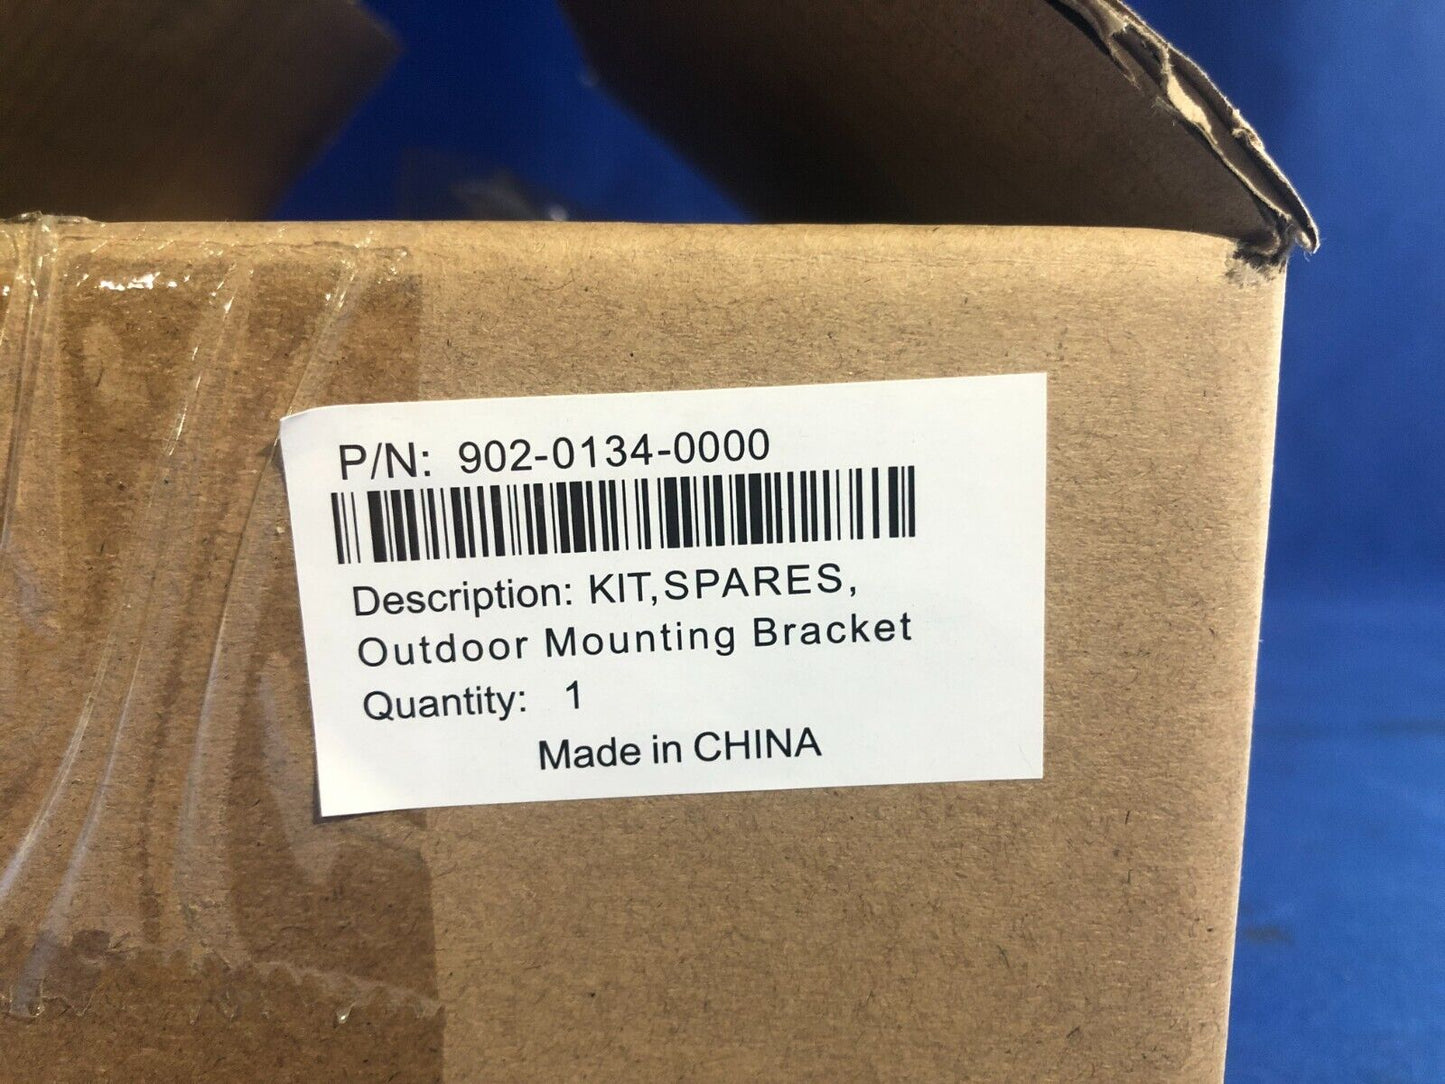 P/N: 902-0134-0000
Description: KIT,SPARES,
Outdoor Mounting Bracket
Quantity: 1
Made in CHINA